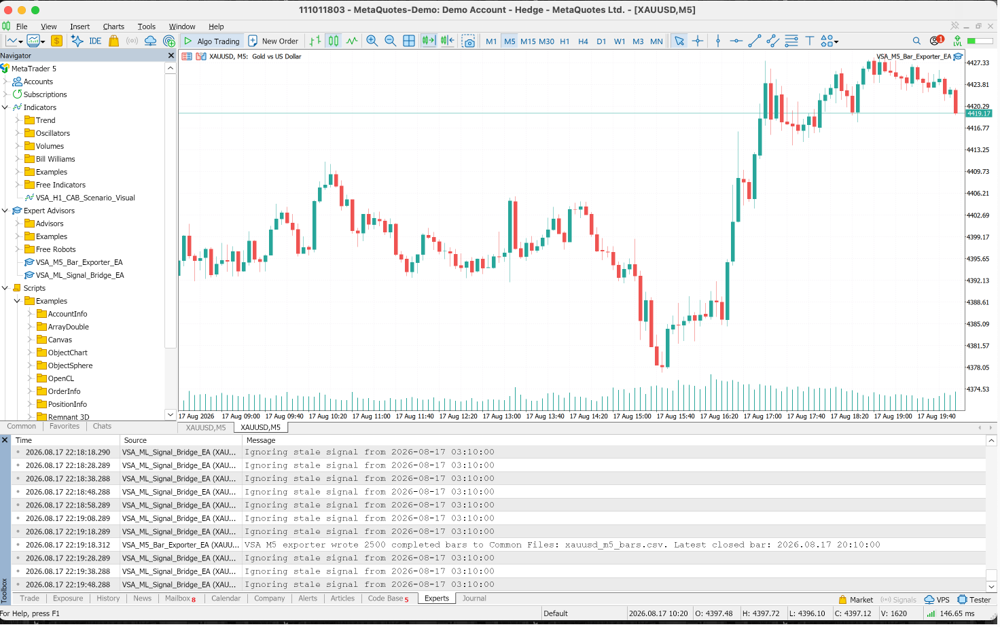 111011803 - MetaQuotes-Demo: Demo Account - Hedge - MetaQuotes Ltd. - [XAUUSD,M5]
File View Insert Charts Tools Window Help
IDE Algo Trading New Order M1 M5 M15 M30 H1 H4 D1 W1 M3 MN 1 LVL
Navigator
MetaTrader 5
Accounts
Subscriptions
Indicators
Trend
Oscillators
Volumes
Bill Williams
Examples
Free Indicators
VSA_H1_CAB_Scenario_Visual
Expert Advisors
Advisors
Examples
Free Robots
VSA_M5_Bar_Exporter_EA
VSA_ML_Signal_Bridge_EA
Scripts
Examples
AccountInfo
ArrayDouble
Canvas
ObjectChart
ObjectSphere
OpenCL
OrderInfo
PositionInfo
Remnant 3D
Common Favorites Chats
XAUUSD, M5: Gold vs US Dollar
VSA_M5_Bar_Exporter_EA
4427.33
4423.81
4420.29
4419.17
4416.77
4413.25
4409.73
4406.21
4402.69
4399.17
4395.65
4392.13
4388.61
4385.09
4381.57
4378.05
4374.53
17 Aug 2026 17 Aug 09:00 17 Aug 09:40 17 Aug 10:20 17 Aug 11:00 17 Aug 11:40 17 Aug 12:20 17 Aug 13:00 17 Aug 13:40 17 Aug 14:20 17 Aug 15:00 17 Aug 15:40 17 Aug 16:20 17 Aug 17:00 17 Aug 17:40 17 Aug 18:20 17 Aug 19:00 17 Aug 19:40
XAUUSD,M5 XAUUSD,M5
Time Source Message
2026.08.17 22:18:18.290 VSA_ML_Signal_Bridge_EA (XAU... Ignoring stale signal from 2026-08-17 03:10:00
2026.08.17 22:18:28.289 VSA_ML_Signal_Bridge_EA (XAU... Ignoring stale signal from 2026-08-17 03:10:00
2026.08.17 22:18:38.288 VSA_ML_Signal_Bridge_EA (XAU... Ignoring stale signal from 2026-08-17 03:10:00
2026.08.17 22:18:48.288 VSA_ML_Signal_Bridge_EA (XAU... Ignoring stale signal from 2026-08-17 03:10:00
2026.08.17 22:18:58.289 VSA_ML_Signal_Bridge_EA (XAU... Ignoring stale signal from 2026-08-17 03:10:00
2026.08.17 22:19:08.289 VSA_ML_Signal_Bridge_EA (XAU... Ignoring stale signal from 2026-08-17 03:10:00
2026.08.17 22:19:18.289 VSA_ML_Signal_Bridge_EA (XAU... Ignoring stale signal from 2026-08-17 03:10:00
2026.08.17 22:19:18.312 VSA_M5_Bar_Exporter_EA (XAUU... VSA M5 exporter wrote 2500 completed bars to Common Files: xauusd_m5_bars.csv. Latest closed bar: 2026.08.17 20:10:00
2026.08.17 22:19:28.289 VSA_ML_Signal_Bridge_EA (XAU... Ignoring stale signal from 2026-08-17 03:10:00
2026.08.17 22:19:38.288 VSA_ML_Signal_Bridge_EA (XAU... Ignoring stale signal from 2026-08-17 03:10:00
2026.08.17 22:19:48.288 VSA_ML_Signal_Bridge_EA (XAU... Ignoring stale signal from 2026-08-17 03:10:00
Toolbox
Trade Exposure History News Mailbox 8 Calendar Company Alerts Articles Code Base 5 Experts Journal Market Signals VPS Tester
For Help, press F1 Default 2026.08.17 10:20 O: 4397.48 H: 4397.72 L: 4396.10 C: 4397.12 V: 1620 146.65 ms